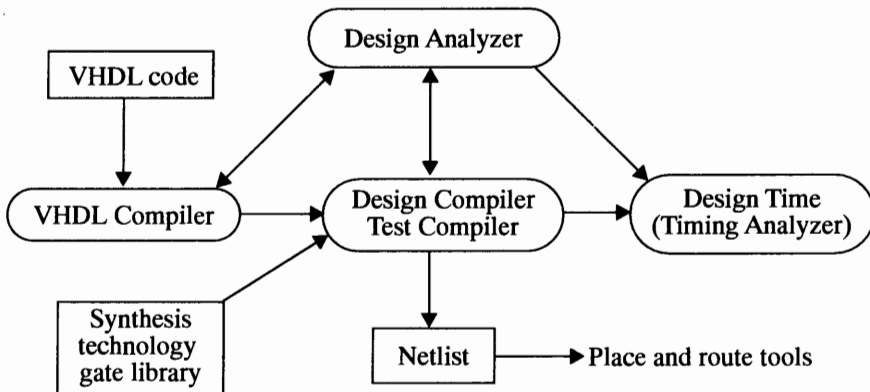 Design Analyzer
VHDL code
VHDL Compiler
Design Compiler
Test Compiler
Design Time
(Timing Analyzer)
Synthesis
technology
gate library
Netlist
Place and route tools